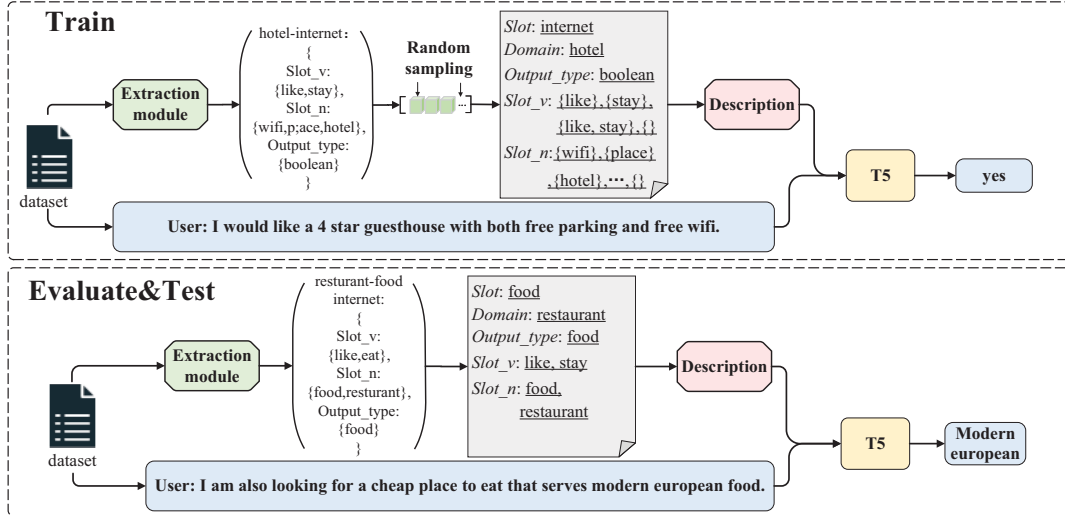 Train
dataset
Extraction
module
hotel-internet:
{
Slot_v:
{like,stay},
Slot_n:
{wifi,p;ace,hotel},
Output_type:
{boolean}
}
Random
sampling
[ ... ]
Slot: internet
Domain: hotel
Output_type: boolean
Slot_v: {like},{stay},
{like, stay},{}
Slot_n:{wifi},{place}
,{hotel},···,{}
Description
T5
yes
User: I would like a 4 star guesthouse with both free parking and free wifi.
Evaluate&Test
dataset
Extraction
module
resturant-food
internet:
{
Slot_v:
{like,eat},
Slot_n:
{food,resturant},
Output_type:
{food}
}
Slot: food
Domain: restaurant
Output_type: food
Slot_v: like, stay
Slot_n: food,
restaurant
Description
T5
Modern
european
User: I am also looking for a cheap place to eat that serves modern european food.